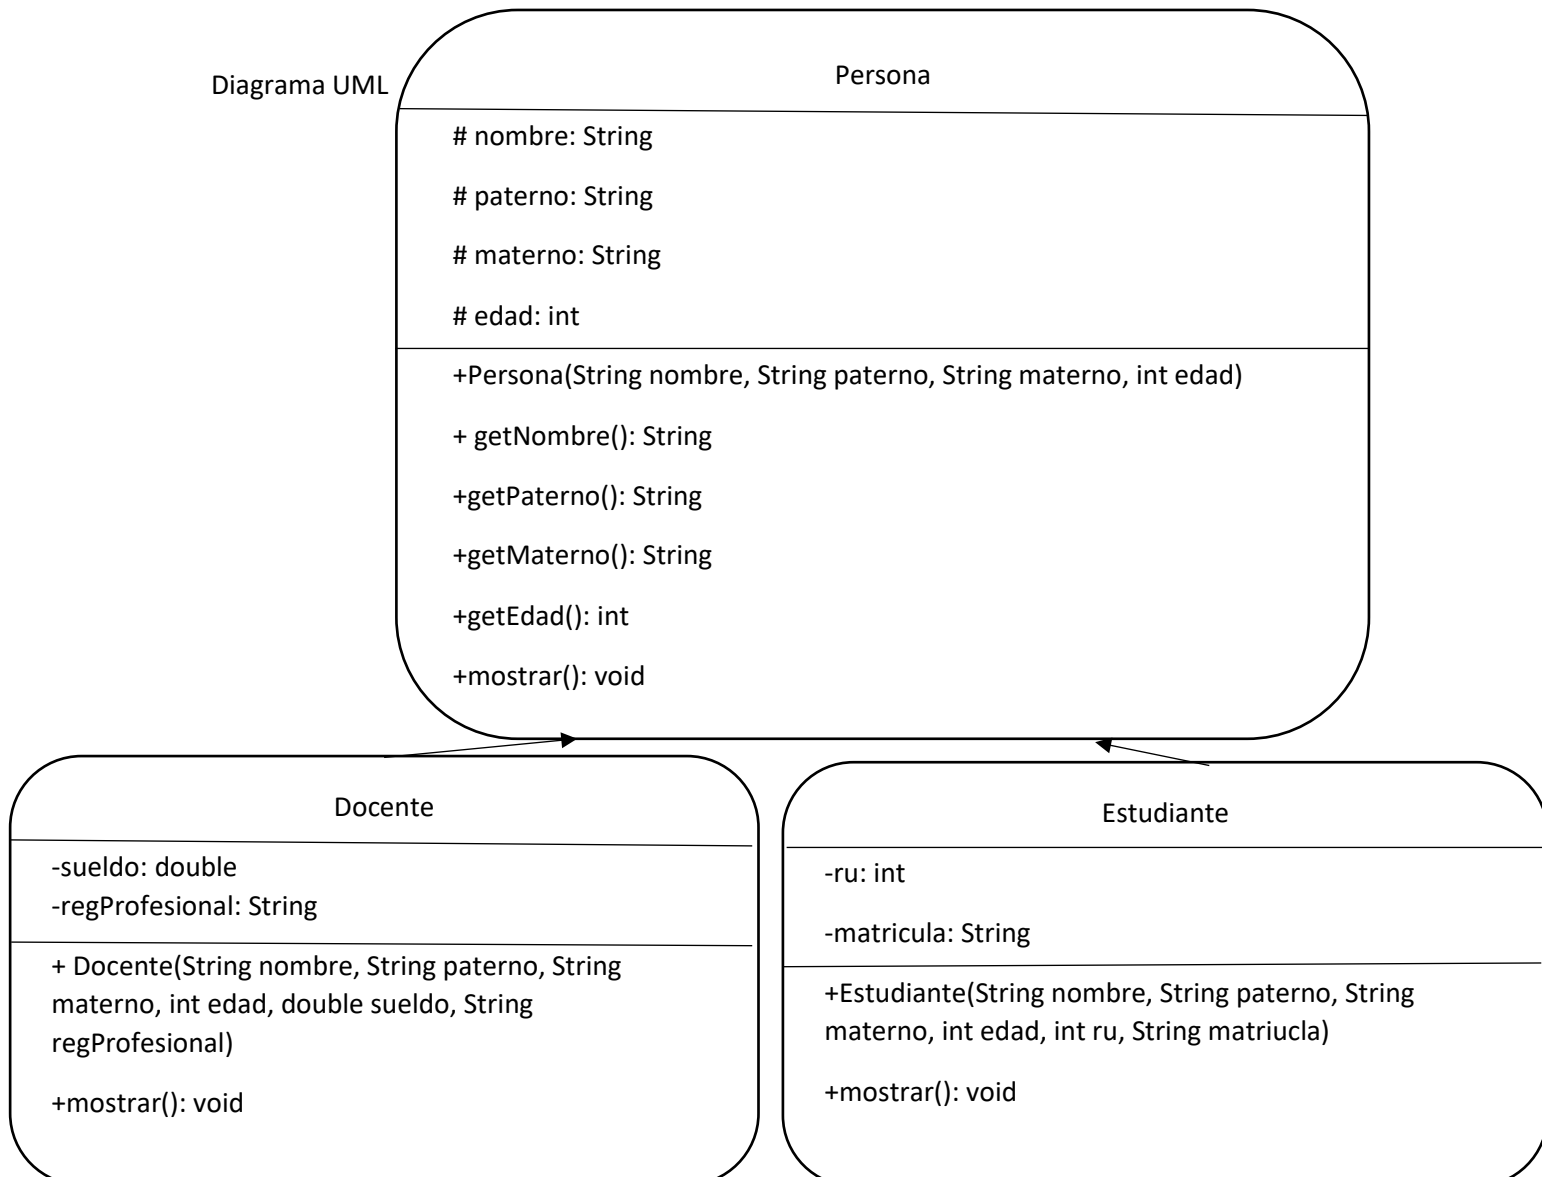 Diagrama UML
Persona
# nombre: String
# paterno: String
# materno: String
# edad: int
+Persona(String nombre, String paterno, String materno, int edad)
+ getNombre(): String
+getPaterno(): String
+getMaterno(): String
+getEdad(): int
+mostrar(): void
Docente
-sueldo: double
-regProfesional: String
+ Docente(String nombre, String paterno, String
materno, int edad, double sueldo, String
regProfesional)
+mostrar(): void
Estudiante
-ru: int
-matricula: String
+Estudiante(String nombre, String paterno, String
materno, int edad, int ru, String matriucla)
+mostrar(): void